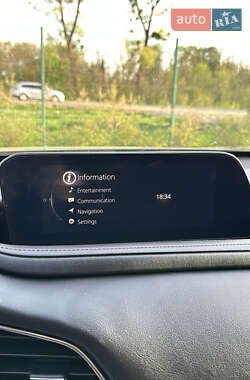 auto RIA
Information
Entertainment
18:34
Communication
Navigation
Settings